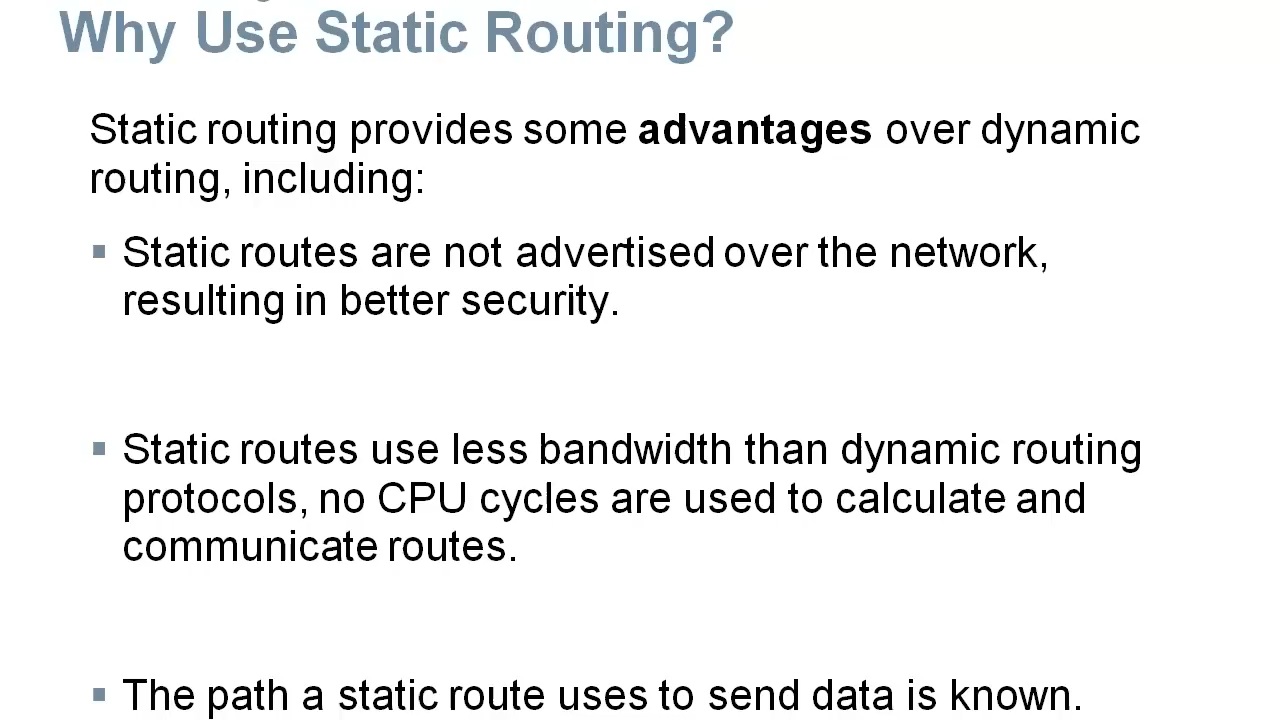 Why Use Static Routing?
Static routing provides some advantages over dynamic
routing, including:
▪ Static routes are not advertised over the network,
resulting in better security.
▪ Static routes use less bandwidth than dynamic routing
protocols, no CPU cycles are used to calculate and
communicate routes.
▪ The path a static route uses to send data is known.